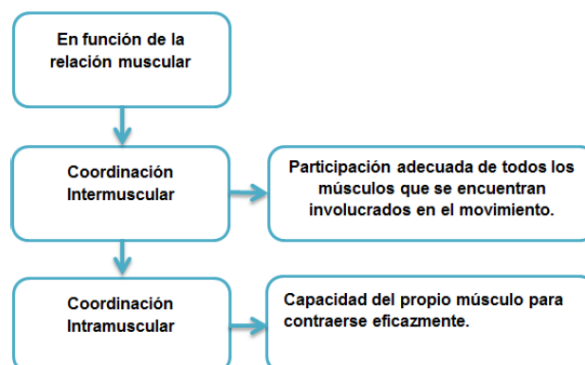 En función de la
relación muscular
Coordinación
Intermuscular
Participación adecuada de todos los
músculos que se encuentran
involucrados en el movimiento.
Coordinación
Intramuscular
Capacidad del propio músculo para
contraerse eficazmente.